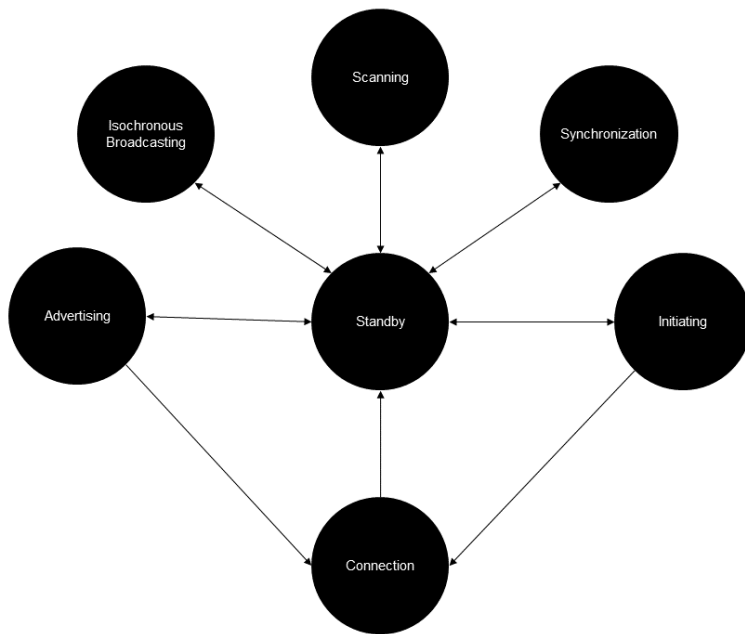 Scanning
Isochronous
Broadcasting
Synchronization
Advertising
Standby
Initiating
Connection